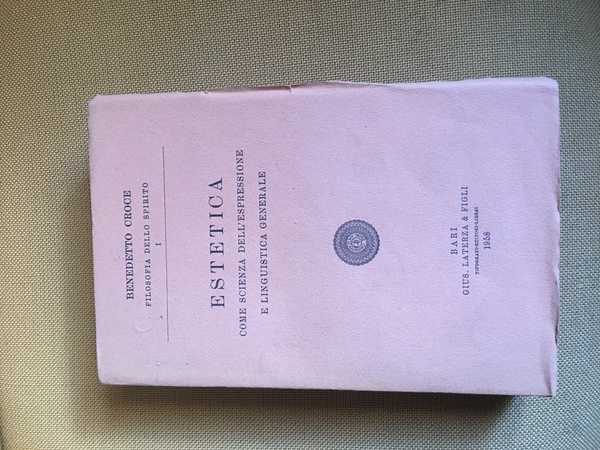 BENEDETTO CROCE
FILOSOFIA DELLO SPIRITO
I
ESTETICA
COME SCIENZA DELL'ESPRESSIONE
E LINGUISTICA GENERALE
BARI
GIUS. LATERZA & FIGLI
TIPOGRAFI-EDITORI-LIBRAI
1958